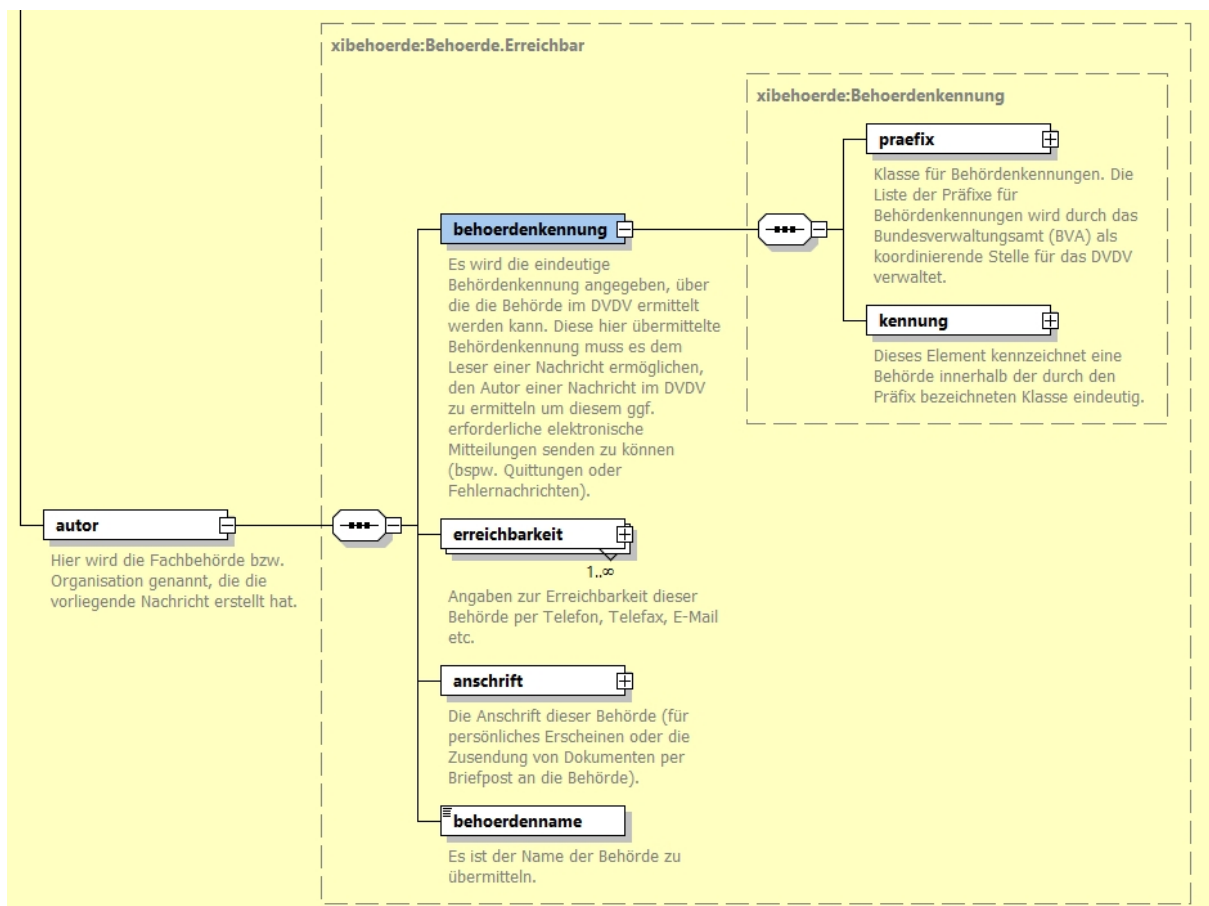 xibehoerde:Behoerde.Erreichbar
xibehoerde:Behoerdenkennung
praefix
Klasse für Behördenkennungen. Die
Liste der Präfixe für
Behördenkennungen wird durch das
Bundesverwaltungsamt (BVA) als
koordinierende Stelle für das DVDV
verwaltet.
behoerdenkennung
Es wird die eindeutige
Behördenkennung angegeben, über
die die Behörde im DVDV ermittelt
werden kann. Diese hier übermittelte
Behördenkennung muss es dem
Leser einer Nachricht ermöglichen,
den Autor einer Nachricht im DVDV
zu ermitteln um diesem ggf.
erforderliche elektronische
Mitteilungen senden zu können
(bspw. Quittungen oder
Fehlernachrichten).
kennung
Dieses Element kennzeichnet eine
Behörde innerhalb der durch den
Präfix bezeichneten Klasse eindeutig.
autor
Hier wird die Fachbehörde bzw.
Organisation genannt, die die
vorliegende Nachricht erstellt hat.
erreichbarkeit
1..∞
Angaben zur Erreichbarkeit dieser
Behörde per Telefon, Telefax, E-Mail
etc.
anschrift
Die Anschrift dieser Behörde (für
persönliches Erscheinen oder die
Zusendung von Dokumenten per
Briefpost an die Behörde).
behoerdenname
Es ist der Name der Behörde zu
übermitteln.